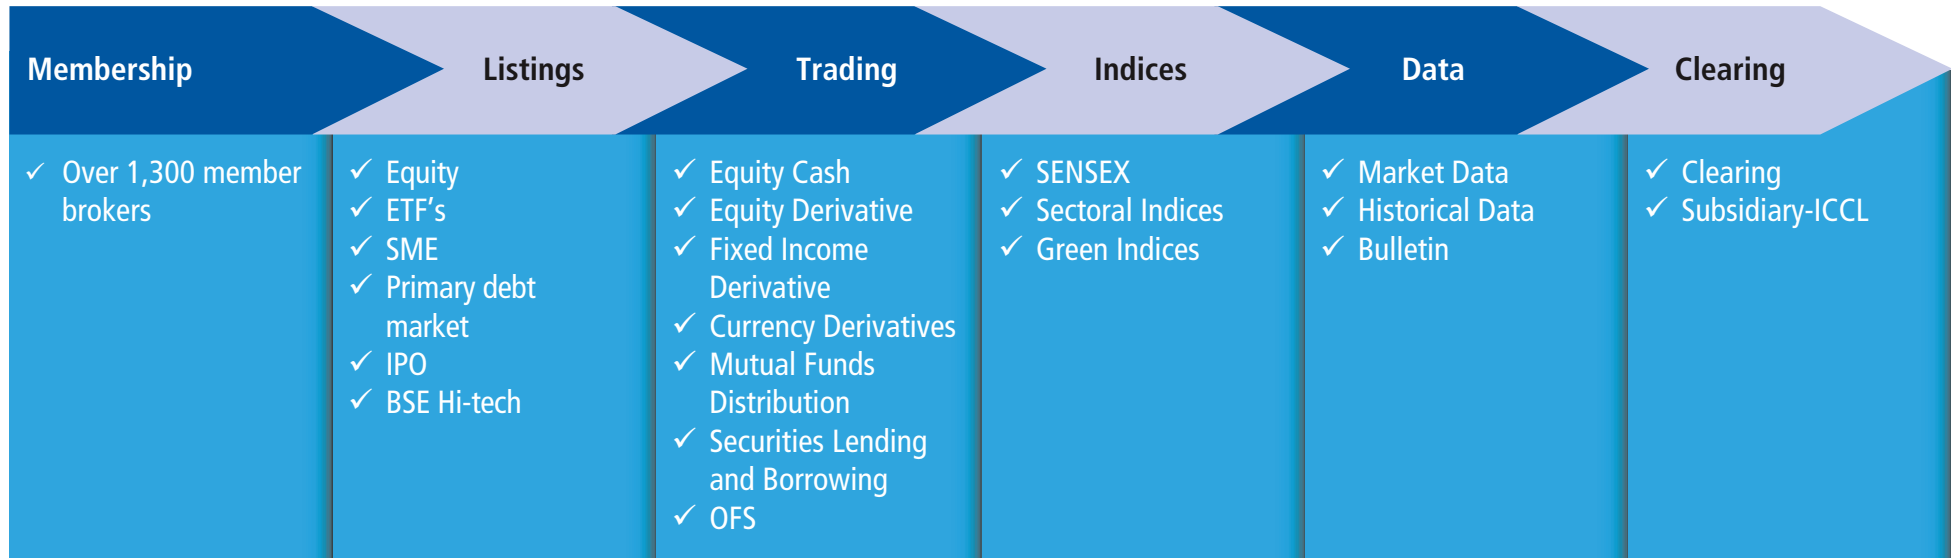 Membership
Listings
Trading
Indices
Data
Clearing
✓ Over 1,300 member
brokers
✓ Equity
✓ ETF’s
✓ SME
✓ Primary debt
market
✓ IPO
✓ BSE Hi-tech
✓ Equity Cash
✓ Equity Derivative
✓ Fixed Income
Derivative
✓ Currency Derivatives
✓ Mutual Funds
Distribution
✓ Securities Lending
and Borrowing
✓ OFS
✓ SENSEX
✓ Sectoral Indices
✓ Green Indices
✓ Market Data
✓ Historical Data
✓ Bulletin
✓ Clearing
✓ Subsidiary-ICCL